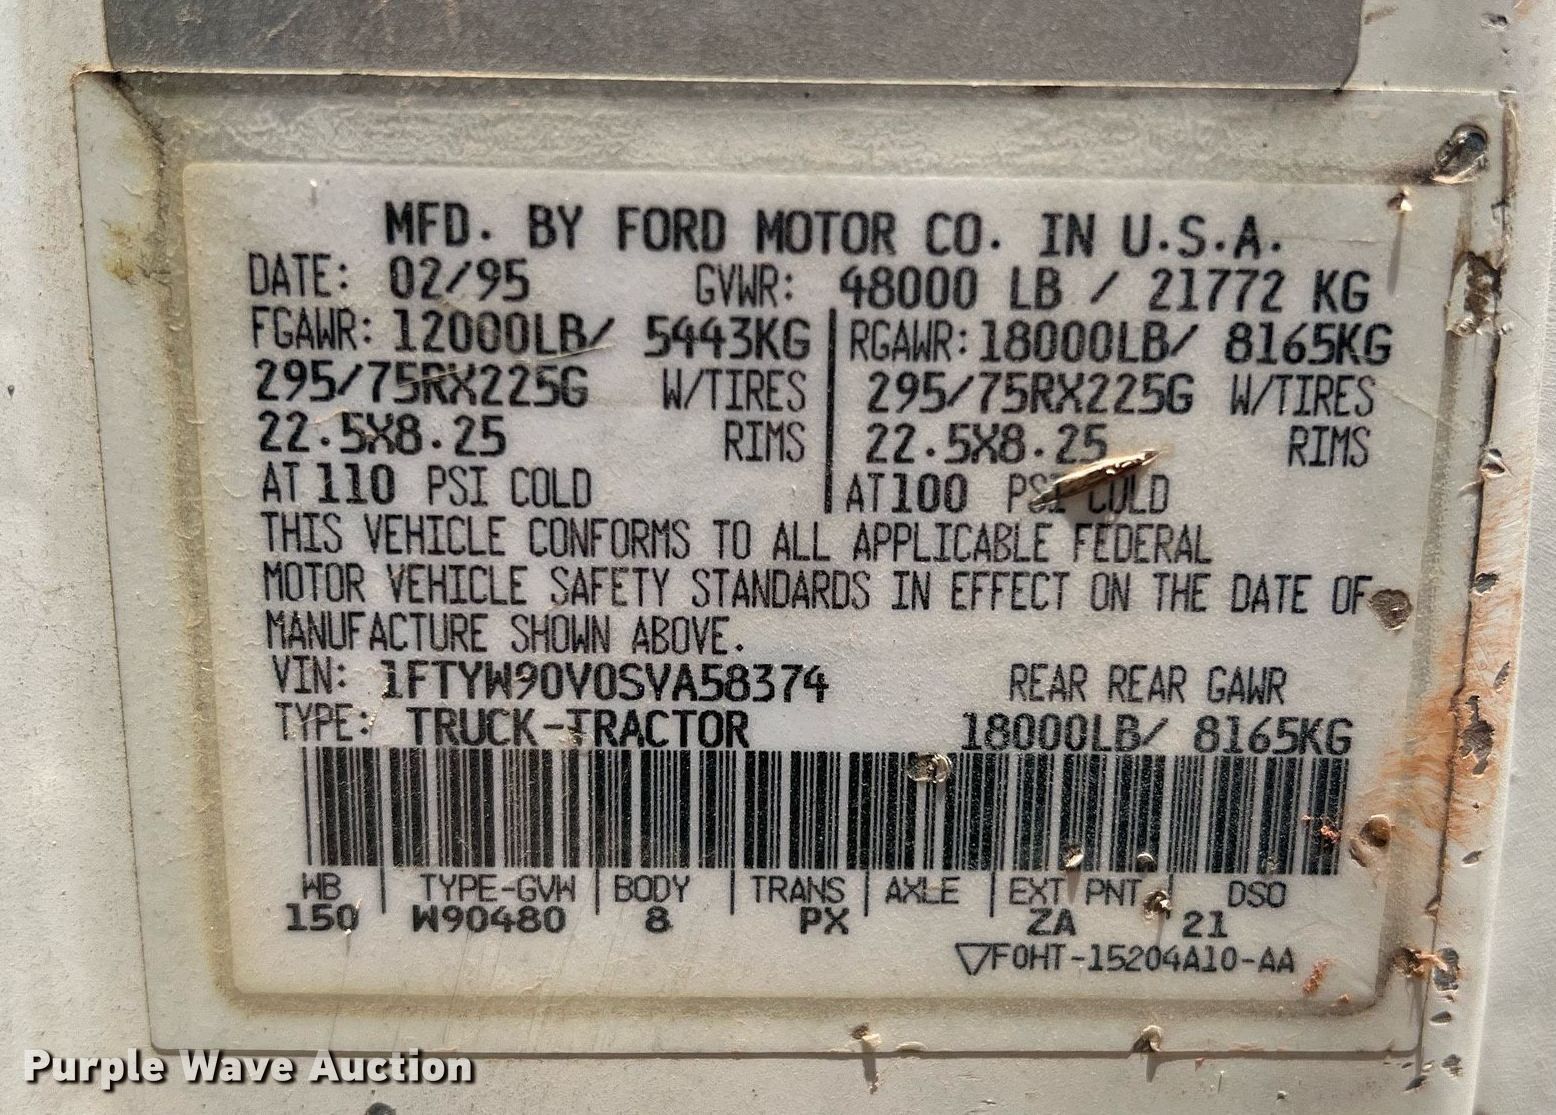 MFD. BY FORD MOTOR CO. IN U.S.A.
DATE: 02/95 GVWR: 48000 LB / 21772 KG
FGAWR: 12000LB/ 5443KG RGAWR: 18000LB/ 8165KG
295/75RX225G W/TIRES 295/75RX225G W/TIRES
22.5X8.25 RIMS 22.5X8.25 RIMS
AT 110 PSI COLD AT 100 PSI COLD
THIS VEHICLE CONFORMS TO ALL APPLICABLE FEDERAL
MOTOR VEHICLE SAFETY STANDARDS IN EFFECT ON THE DATE OF
MANUFACTURE SHOWN ABOVE.
VIN: 1FTYW90V0SVA58374 REAR REAR GAWR
TYPE: TRUCK-TRACTOR 18000LB/ 8165KG
WB TYPE-GVW BODY TRANS AXLE EXT PNT DSO
150 W90480 8 PX ZA 21
▽F0HT-15204A10-AA
Purple Wave Auction